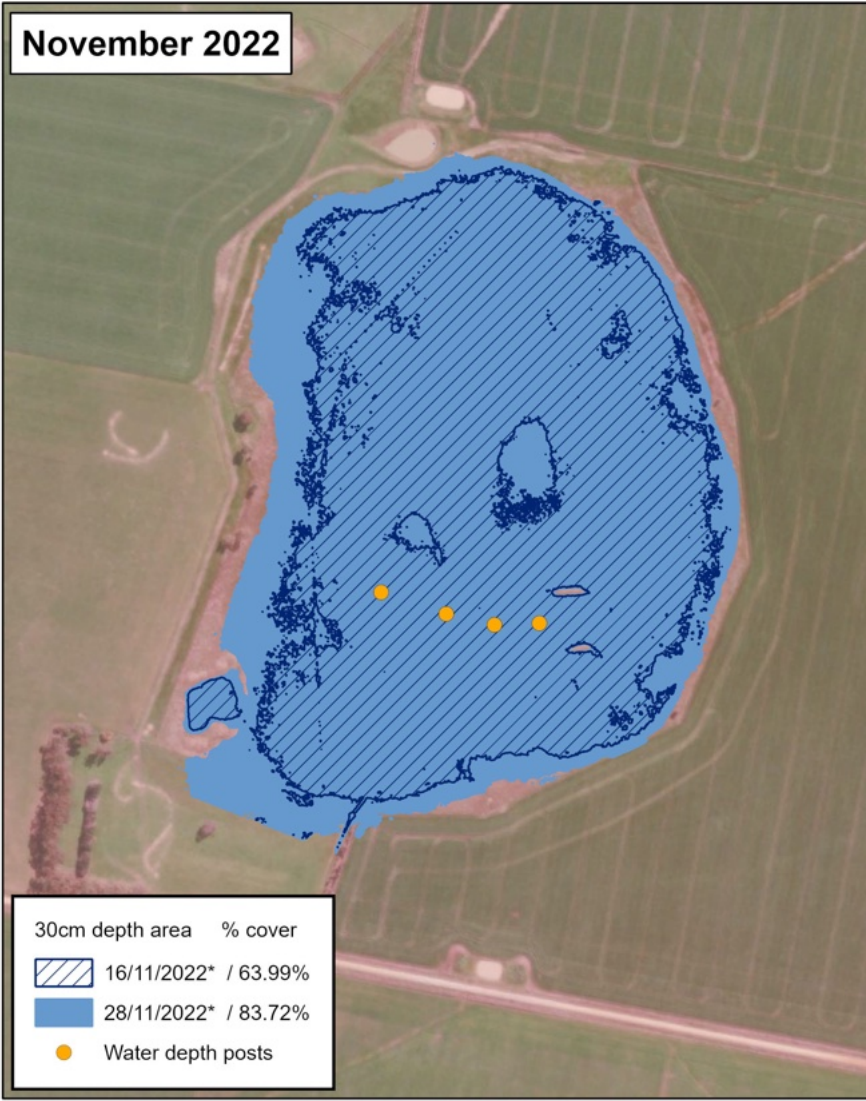 November 2022
30cm depth area % cover
16/11/2022* / 63.99%
28/11/2022* / 83.72%
Water depth posts